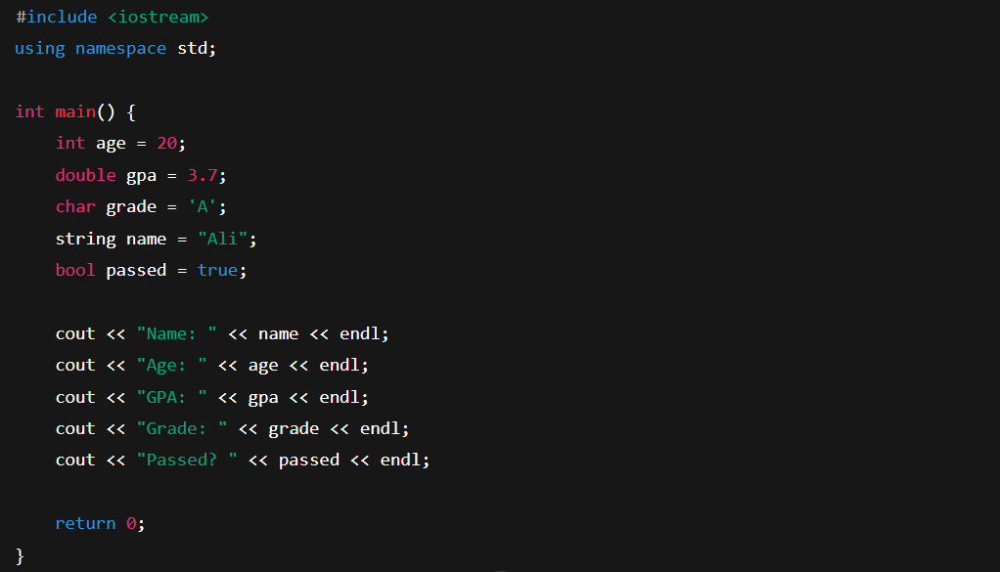 #include <iostream>
using namespace std;
int main() {
    int age = 20;
    double gpa = 3.7;
    char grade = 'A';
    string name = "Ali";
    bool passed = true;
    cout << "Name: " << name << endl;
    cout << "Age: " << age << endl;
    cout << "GPA: " << gpa << endl;
    cout << "Grade: " << grade << endl;
    cout << "Passed? " << passed << endl;
    return 0;
}